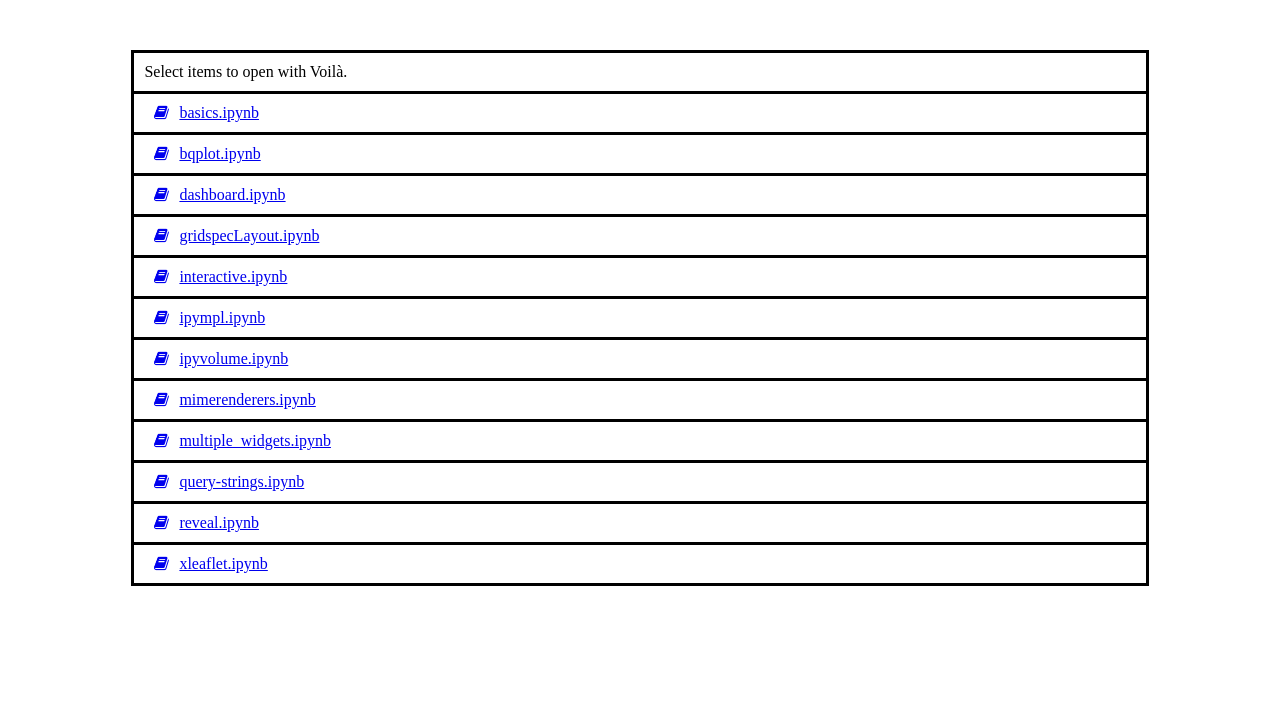 Select items to open with Voilà.
basics.ipynb
bqplot.ipynb
dashboard.ipynb
gridspecLayout.ipynb
interactive.ipynb
ipympl.ipynb
ipyvolume.ipynb
mimerenderers.ipynb
multiple_widgets.ipynb
query-strings.ipynb
reveal.ipynb
xleaflet.ipynb